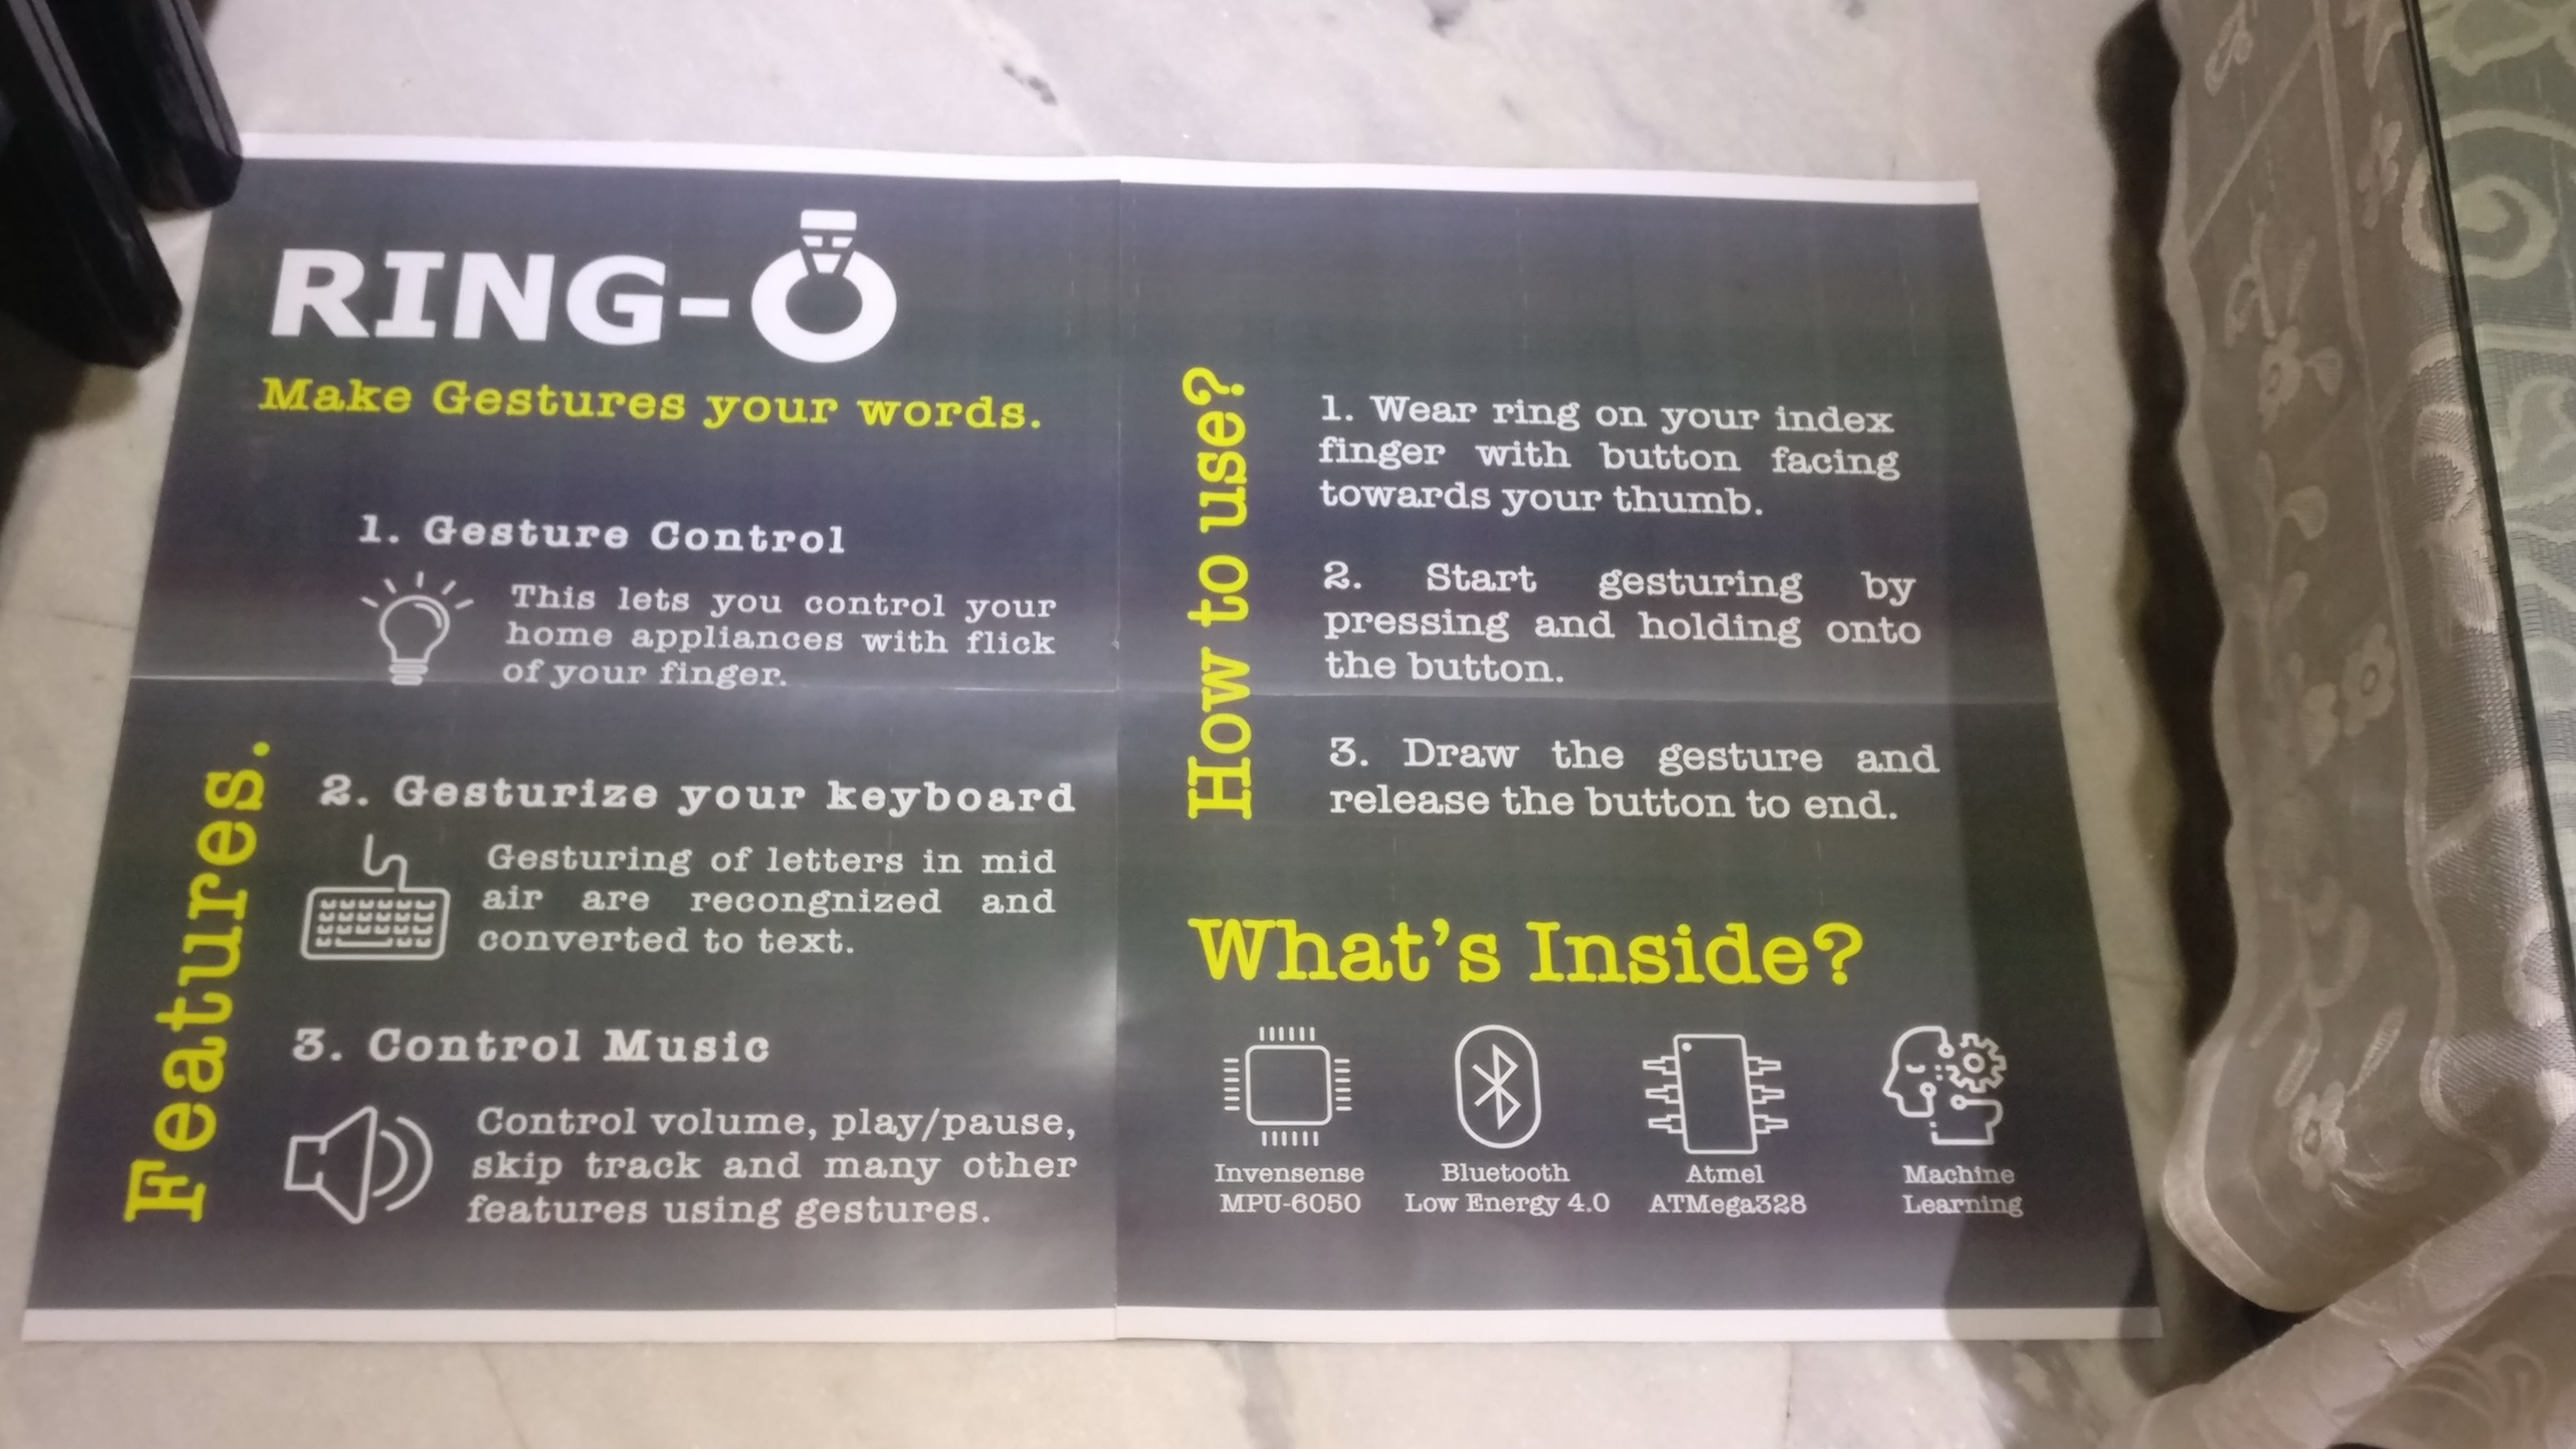 RING-O
Make Gestures your words.
Features.
1. Gesture Control
This lets you control your
home appliances with flick
of your finger.
2. Gesturize your keyboard
Gesturing of letters in mid
air are recongnized and
converted to text.
3. Control Music
Control volume, play/pause,
skip track and many other
features using gestures.
How to use?
1. Wear ring on your index
finger with button facing
towards your thumb.
2. Start gesturing by
pressing and holding onto
the button.
3. Draw the gesture and
release the button to end.
What's Inside?
Invensense
MPU-6050
Bluetooth
Low Energy 4.0
Atmel
ATMega328
Machine
Learning